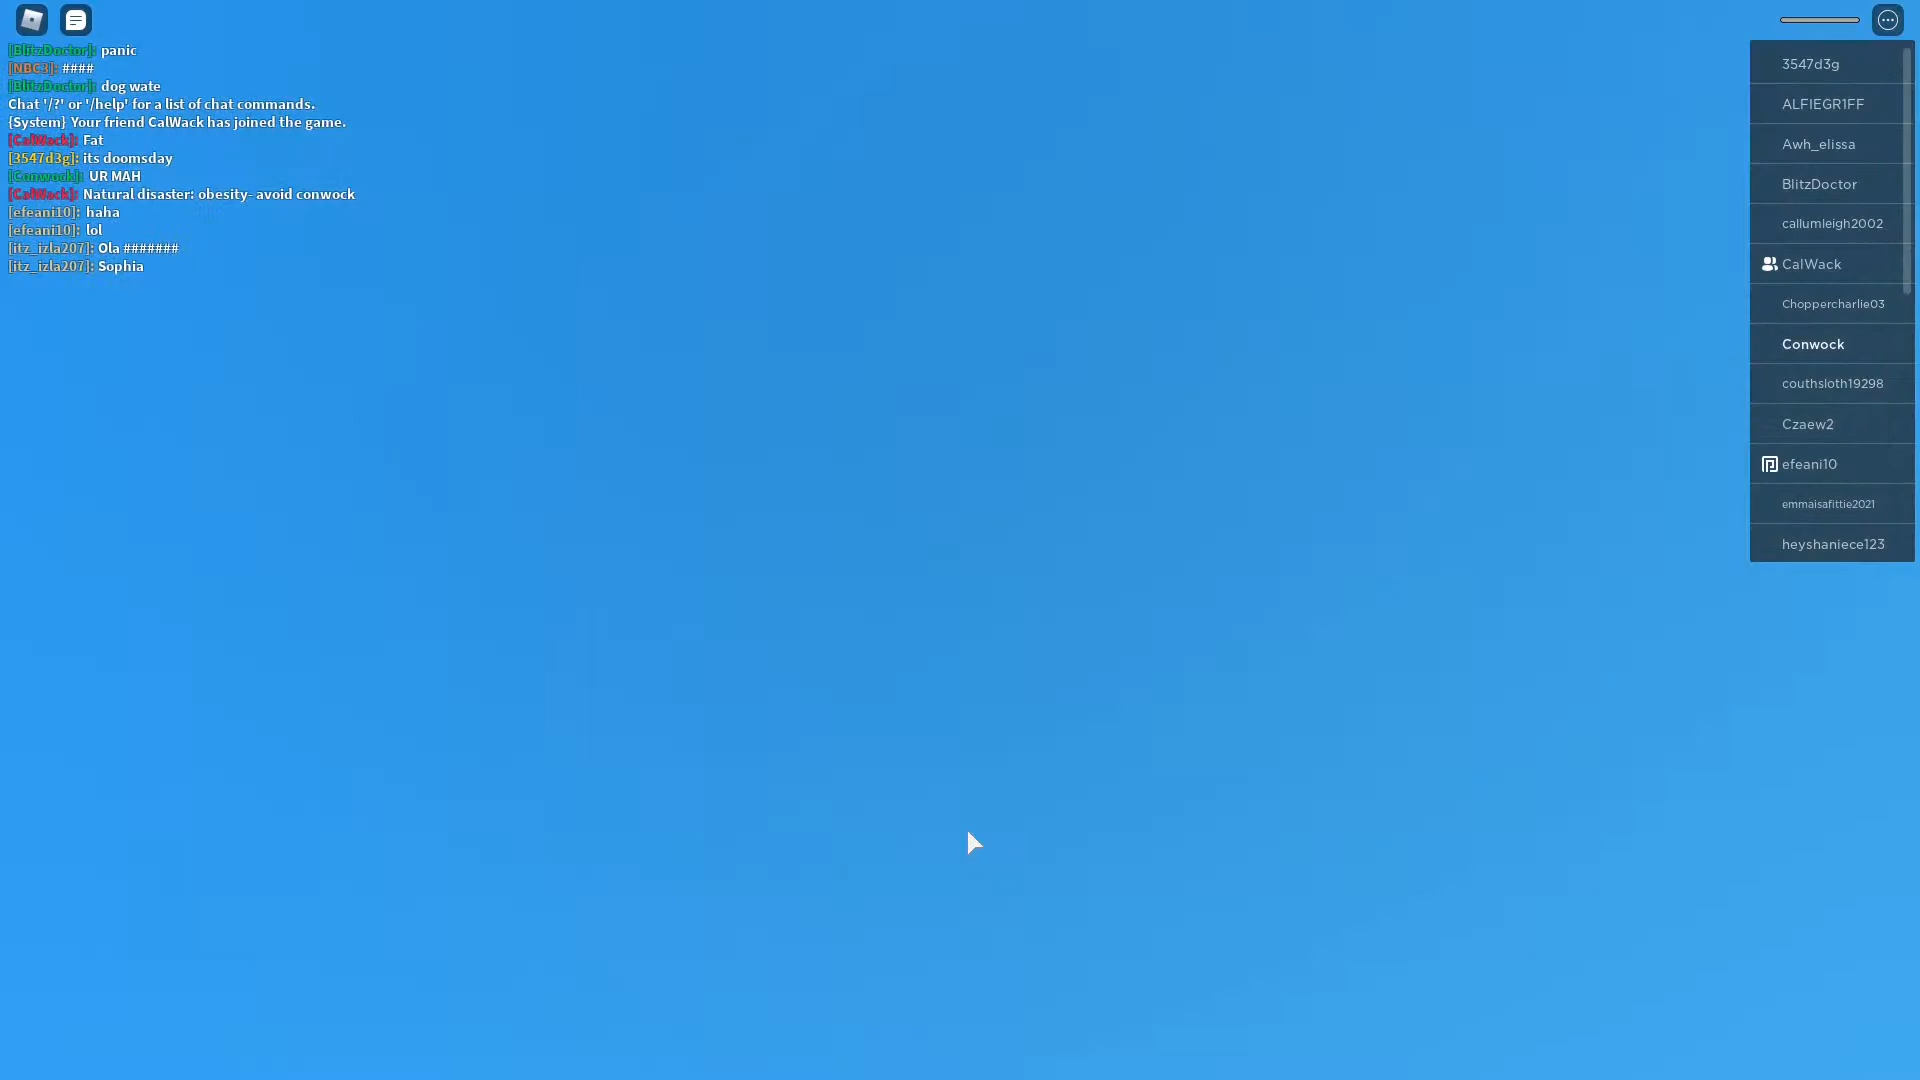 [BlitzDoctor]: panic
[NBC3]: ####
[BlitzDoctor]: dog wate
Chat '/?' or '/help' for a list of chat commands.
{System} Your friend CalWack has joined the game.
[CalWack]: Fat
[3547d3g]: its doomsday
[Conwock]: UR MAH
[CalWack]: Natural disaster: obesity- avoid conwock
[efeani10]: haha
[efeani10]: lol
[itz_izla207]: Ola #######
[itz_izla207]: Sophia
3547d3g
ALFIEGR1FF
Awh_elissa
BlitzDoctor
callumleigh2002
CalWack
Choppercharlie03
Conwock
couthsloth19298
Czaew2
efeani10
emmaisafittie2021
heyshaniece123